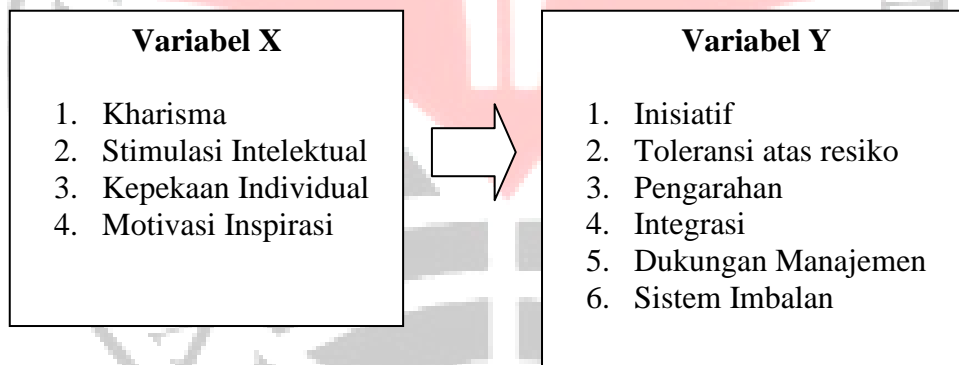 Variabel X
1. Kharisma
2. Stimulasi Intelektual
3. Kepekaan Individual
4. Motivasi Inspirasi
Variabel Y
1. Inisiatif
2. Toleransi atas resiko
3. Pengarahan
4. Integrasi
5. Dukungan Manajemen
6. Sistem Imbalan